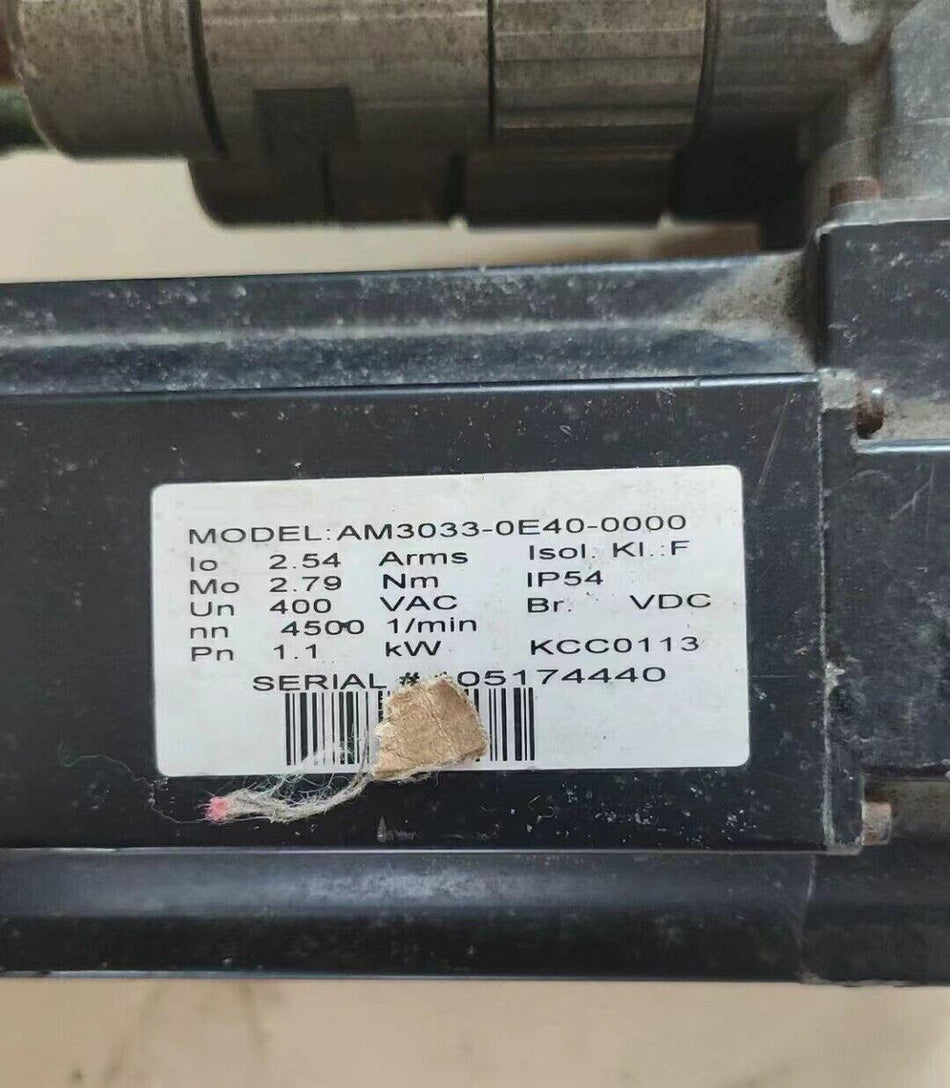 MODEL:AM3033-0E40-0000
Io 2.54 Arms Isol. Kl.:F
Mo 2.79 Nm IP54
Un 400 VAC Br. VDC
nn 4500 1/min
Pn 1.1 kW KCC0113
SERIAL # 05174440